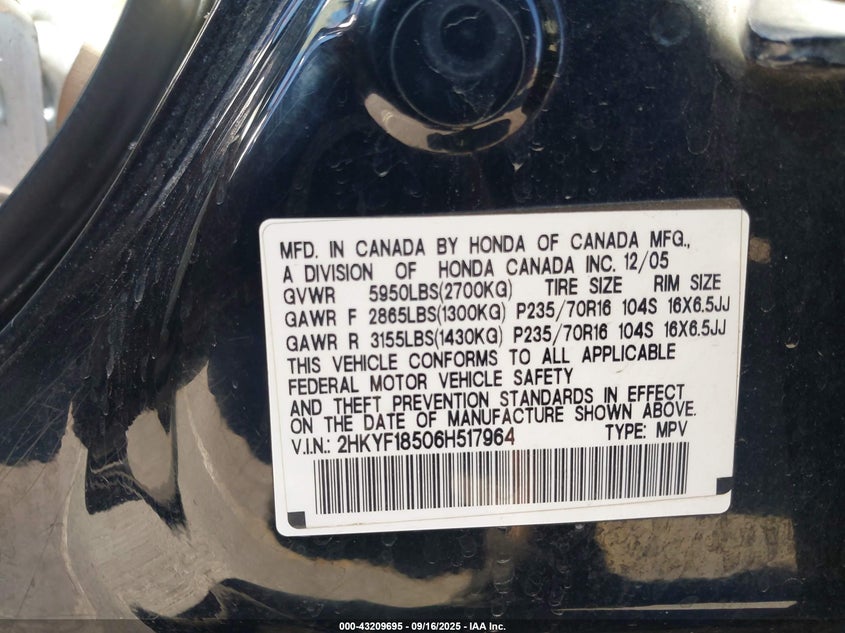 MFD. IN CANADA BY HONDA OF CANADA MFG.,
A DIVISION OF HONDA CANADA INC. 12/05
GVWR 5950LBS(2700KG) TIRE SIZE RIM SIZE
GAWR F 2865LBS(1300KG) P235/70R16 104S 16X6.5JJ
GAWR R 3155LBS(1430KG) P235/70R16 104S 16X6.5JJ
THIS VEHICLE CONFORMS TO ALL APPLICABLE
FEDERAL MOTOR VEHICLE SAFETY
AND THEFT PREVENTION STANDARDS IN EFFECT
ON THE DATE OF MANUFACTURE SHOWN ABOVE.
V.I.N.: 2HKYF18506H517964 TYPE: MPV
000-43209695 - 09/16/2025 - IAA Inc.